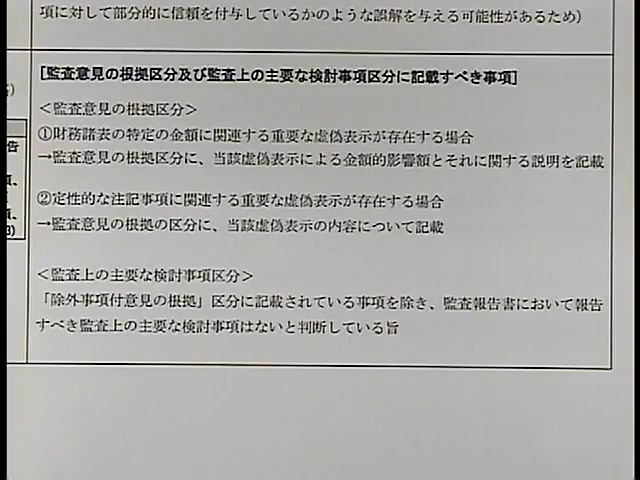 項に対して部分的に信頼を付与しているかのような誤解を与える可能性があるため）
［監査意見の根拠区分及び監査上の主要な検討事項区分に記載すべき事項］
＜監査意見の根拠区分＞
①財務諸表の特定の金額に関連する重要な虚偽表示が存在する場合
→監査意見の根拠区分に、当該虚偽表示による金額的影響額とそれに関する説明を記載
②定性的な注記事項に関連する重要な虚偽表示が存在する場合
→監査意見の根拠の区分に、当該虚偽表示の内容について記載
＜監査上の主要な検討事項区分＞
「除外事項付意見の根拠」区分に記載されている事項を除き、監査報告書において報告
すべき監査上の主要な検討事項はないと判断している旨
告